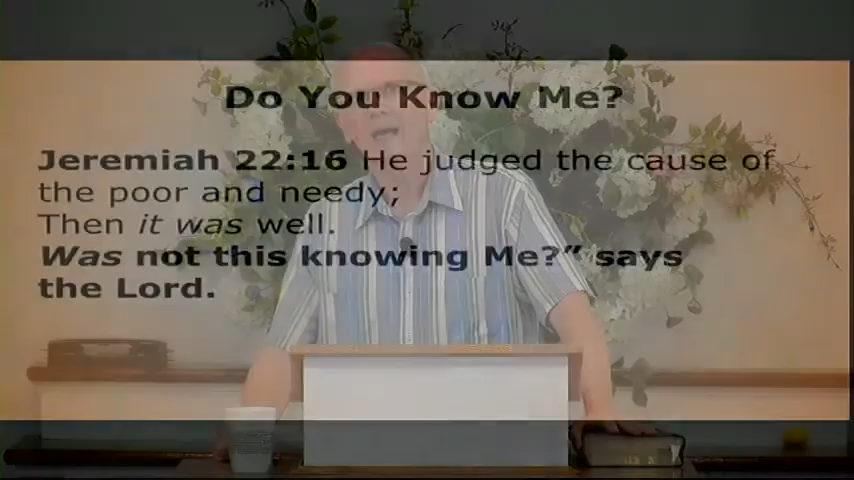 Do You Know Me?
Jeremiah 22:16 He judged the cause of
the poor and needy;
Then it was well.
Was not this knowing Me?” says
the Lord.